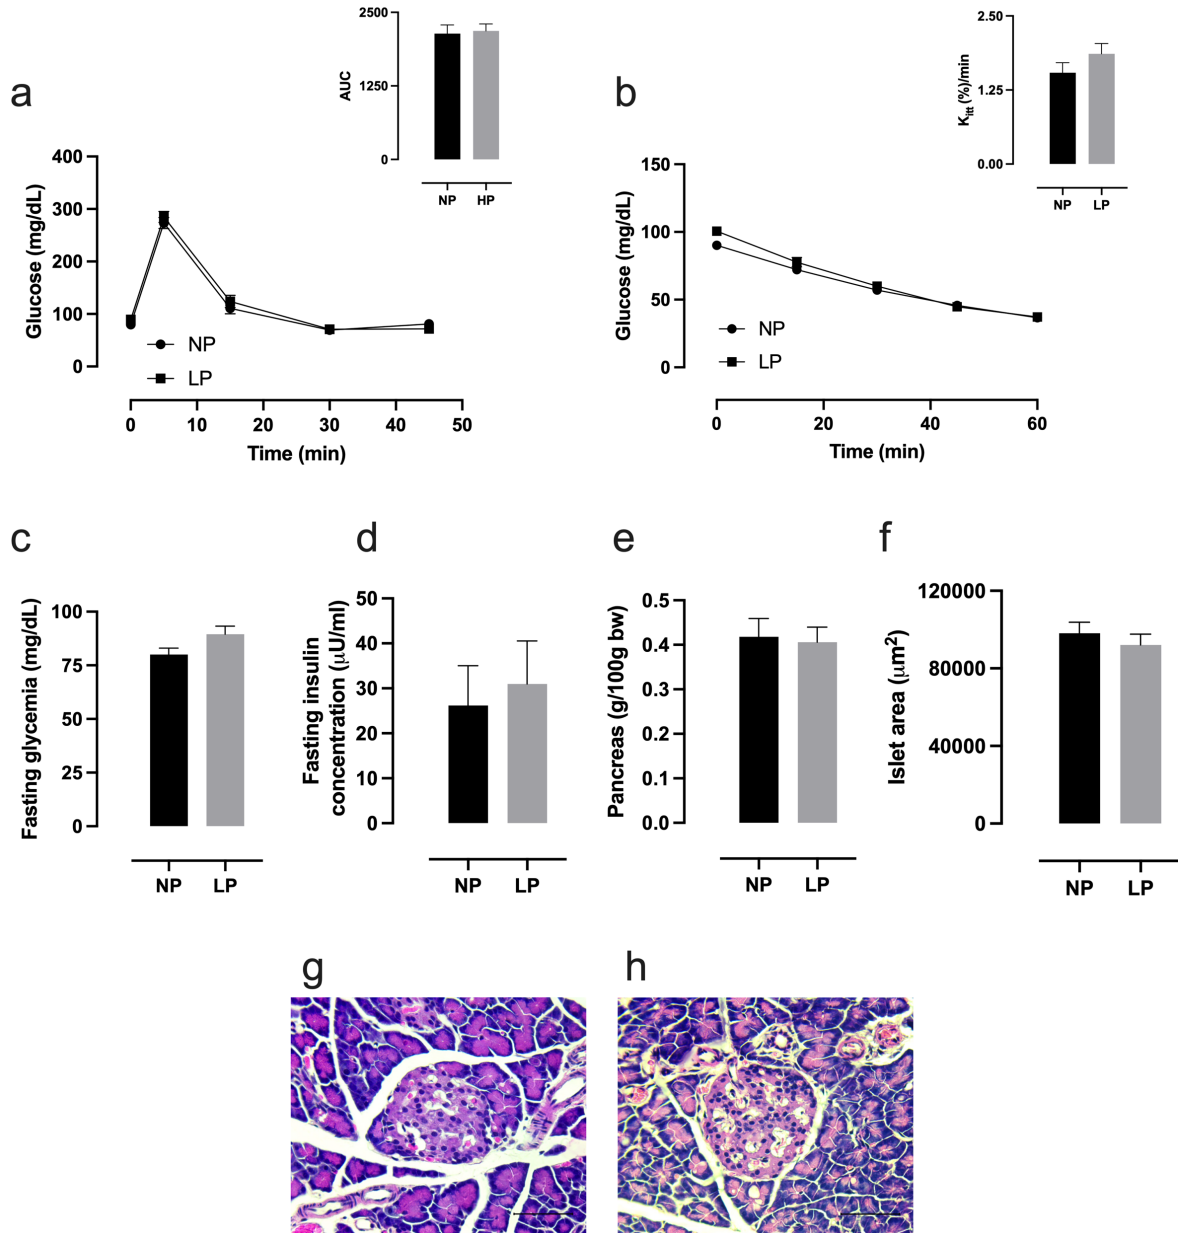 a
AUC
2500
1250
0
NP HP
Glucose (mg/dL)
400
300
200
100
0
NP
LP
0 10 20 30 40 50
Time (min)
b
Kitt (%)/min
2.50
1.25
0.00
NP LP
Glucose (mg/dL)
150
100
50
0
NP
LP
0 20 40 60
Time (min)
c
Fasting glycemia (mg/dL)
100
75
50
25
0
NP LP
d
Fasting insulin
concentration (μU/ml)
50
40
30
20
10
0
NP LP
e
Pancreas (g/100g bw)
0.5
0.4
0.3
0.2
0.1
0.0
NP LP
f
Islet area (μm²)
120000
80000
40000
0
NP LP
g
h